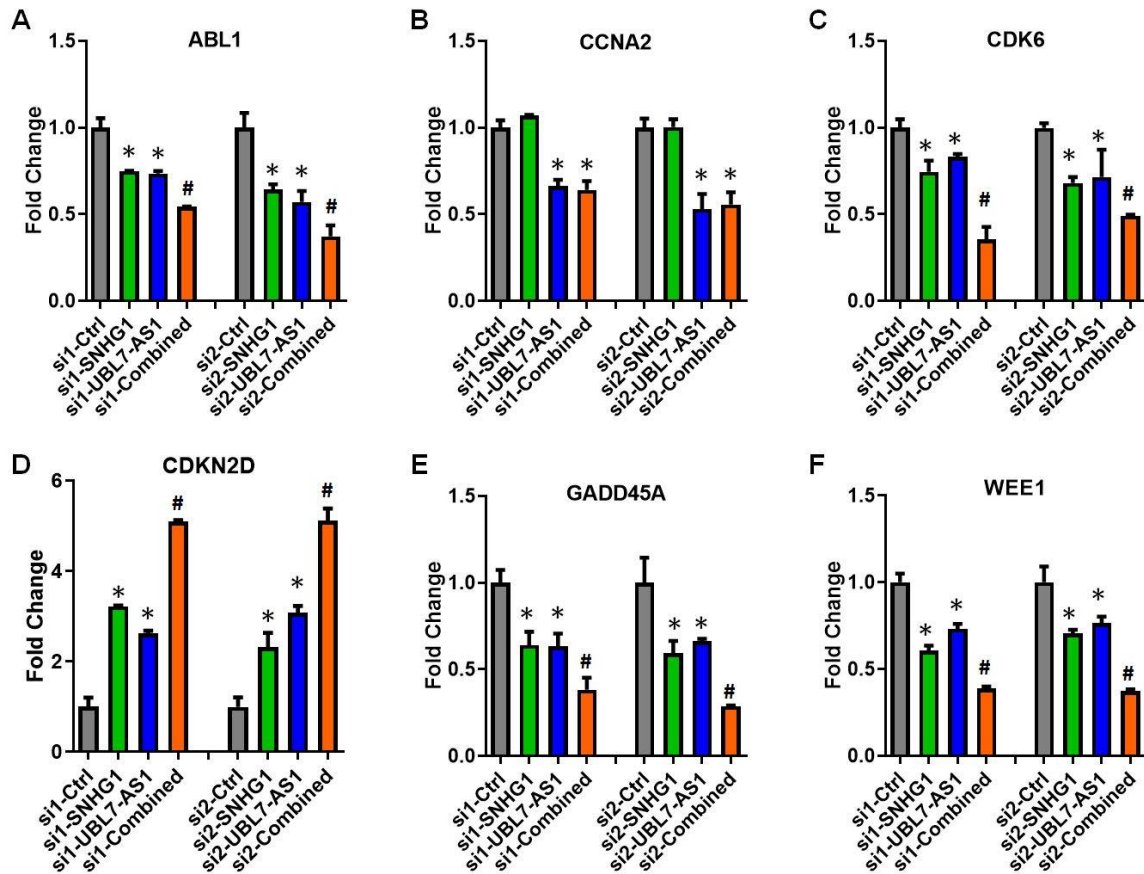 A
ABL1
Fold Change
1.5
1.0
0.5
0.0
* * # * * #
si1-Ctrl
si1-SNHG1
si1-UBL7-AS1
si1-Combined
si2-Ctrl
si2-SNHG1
si2-UBL7-AS1
si2-Combined
B
CCNA2
Fold Change
1.5
1.0
0.5
0.0
* * * *
si1-Ctrl
si1-SNHG1
si1-UBL7-AS1
si1-Combined
si2-Ctrl
si2-SNHG1
si2-UBL7-AS1
si2-Combined
C
CDK6
Fold Change
1.5
1.0
0.5
0.0
* * # * * #
si1-Ctrl
si1-SNHG1
si1-UBL7-AS1
si1-Combined
si2-Ctrl
si2-SNHG1
si2-UBL7-AS1
si2-Combined
D
CDKN2D
Fold Change
6
4
2
0
* * # * * #
si1-Ctrl
si1-SNHG1
si1-UBL7-AS1
si1-Combined
si2-Ctrl
si2-SNHG1
si2-UBL7-AS1
si2-Combined
E
GADD45A
Fold Change
1.5
1.0
0.5
0.0
* * # * * #
si1-Ctrl
si1-SNHG1
si1-UBL7-AS1
si1-Combined
si2-Ctrl
si2-SNHG1
si2-UBL7-AS1
si2-Combined
F
WEE1
Fold Change
1.5
1.0
0.5
0.0
* * # * * #
si1-Ctrl
si1-SNHG1
si1-UBL7-AS1
si1-Combined
si2-Ctrl
si2-SNHG1
si2-UBL7-AS1
si2-Combined